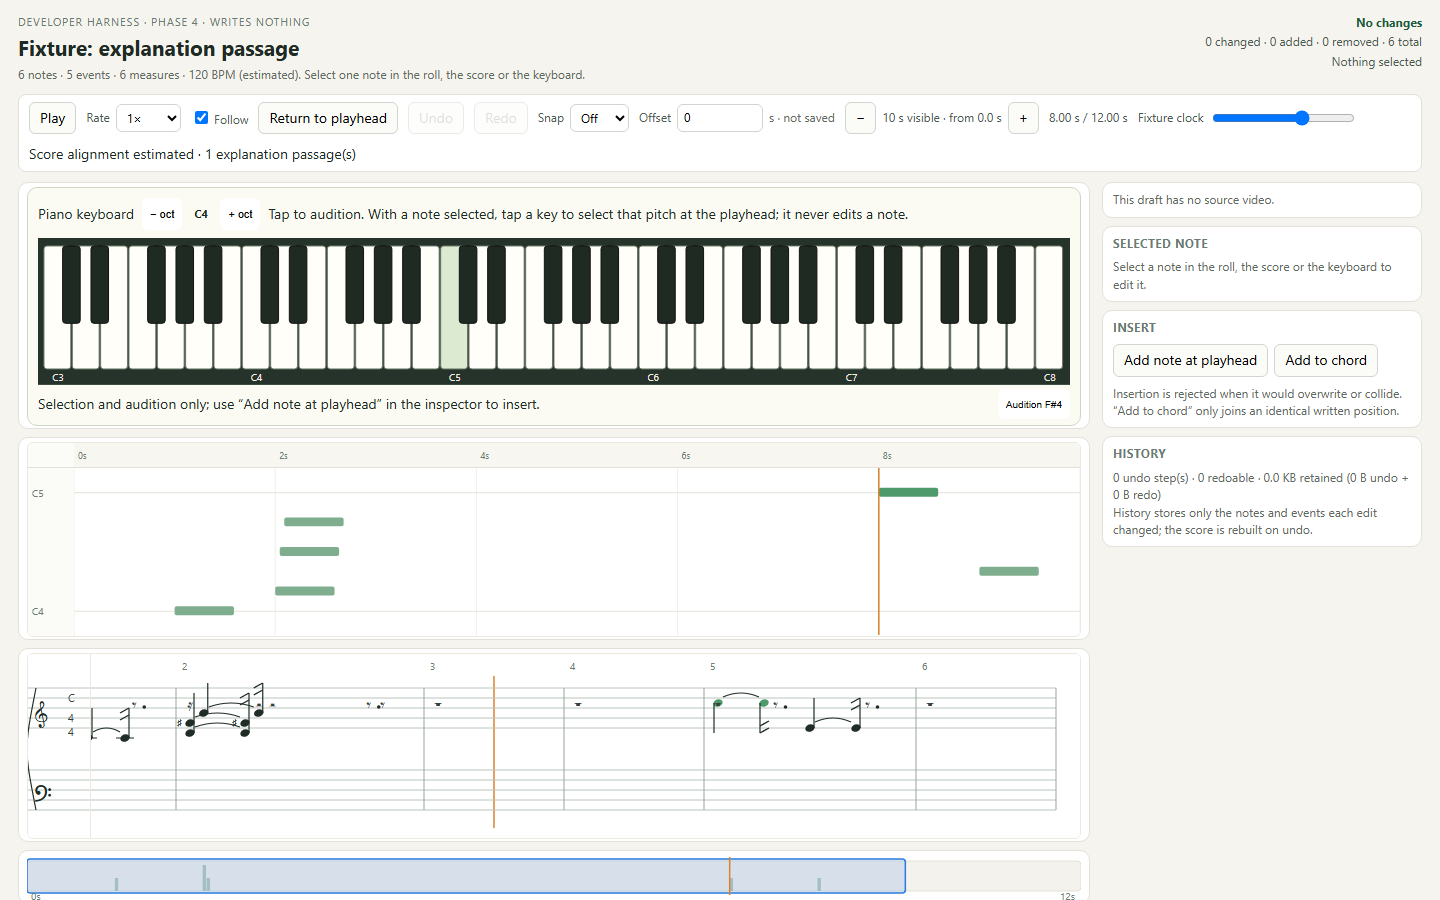 DEVELOPER HARNESS · PHASE 4 · WRITES NOTHING
Fixture: explanation passage
6 notes · 5 events · 6 measures · 120 BPM (estimated). Select one note in the roll, the score or the keyboard.
No changes
0 changed · 0 added · 0 removed · 6 total
Nothing selected
Play Rate 1× Follow Return to playhead Undo Redo Snap Off Offset 0 s · not saved − 10 s visible · from 0.0 s + 8.00 s / 12.00 s Fixture clock
Score alignment estimated · 1 explanation passage(s)
Piano keyboard − oct C4 + oct Tap to audition. With a note selected, tap a key to select that pitch at the playhead; it never edits a note.
C3 C4 C5 C6 C7 C8
Selection and audition only; use “Add note at playhead” in the inspector to insert.
Audition F#4
This draft has no source video.
SELECTED NOTE
Select a note in the roll, the score or the keyboard to
edit it.
INSERT
Add note at playhead Add to chord
Insertion is rejected when it would overwrite or collide.
“Add to chord” only joins an identical written position.
HISTORY
0 undo step(s) · 0 redoable · 0.0 KB retained (0 B undo +
0 B redo)
History stores only the notes and events each edit
changed; the score is rebuilt on undo.
0s 2s 4s 6s 8s
C5
C4
2 3 4 5 6
C
4
4
0s 12s